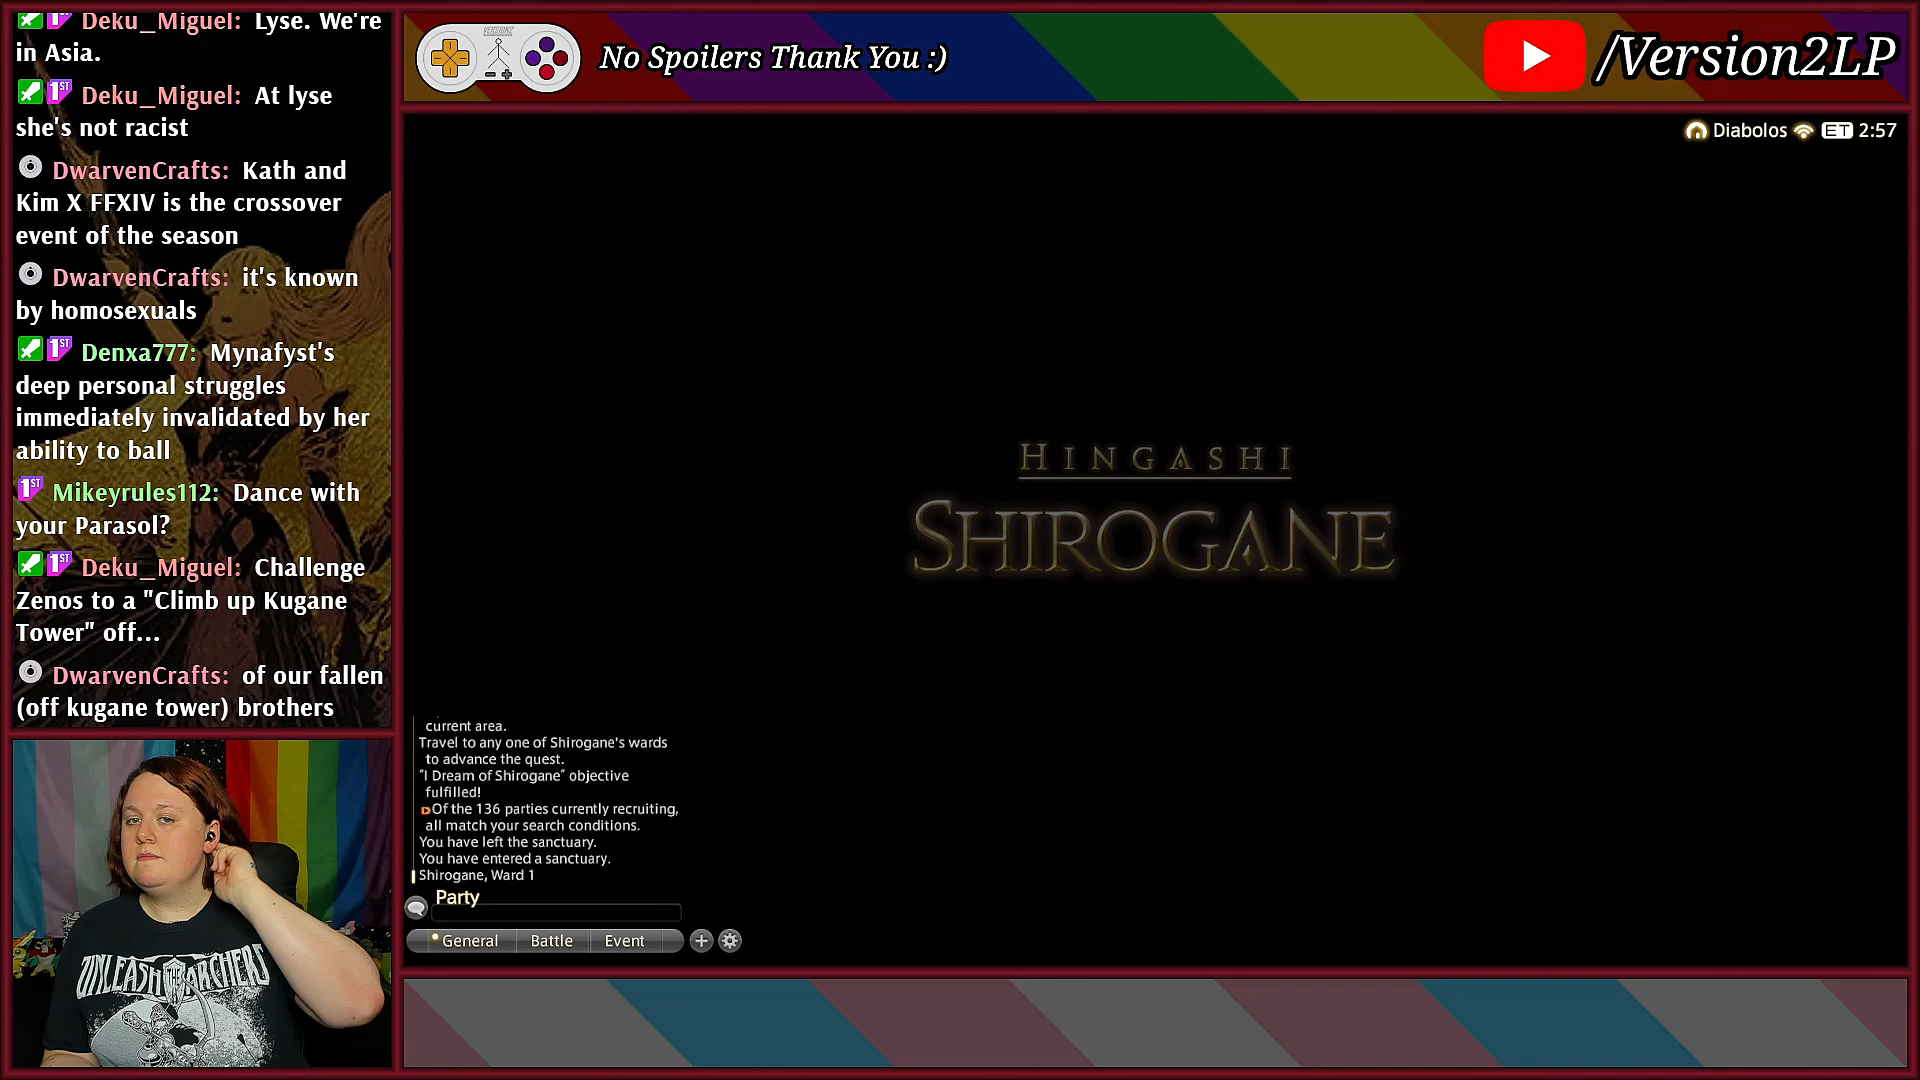 Deku_Miguel: Lyse. We're
in Asia.
1ST Deku_Miguel: At lyse
she's not racist
DwarvenCrafts: Kath and
Kim X FFXIV is the crossover
event of the season
DwarvenCrafts: it's known
by homosexuals
1ST Denxa777: Mynafyst's
deep personal struggles
immediately invalidated by her
ability to ball
1ST Mikeyrules112: Dance with
your Parasol?
1ST Deku_Miguel: Challenge
Zenos to a "Climb up Kugane
Tower" off...
DwarvenCrafts: of our fallen
(off kugane tower) brothers
No Spoilers Thank You :)
/Version2LP
Diabolos ET 2:57
HINGASHI
SHIROGANE
current area.
Travel to any one of Shirogane's wards
to advance the quest.
"I Dream of Shirogane" objective
fulfilled!
Of the 136 parties currently recruiting,
all match your search conditions.
You have left the sanctuary.
You have entered a sanctuary.
Shirogane, Ward 1
Party
General Battle Event
UNLEASH THE ARCHERS